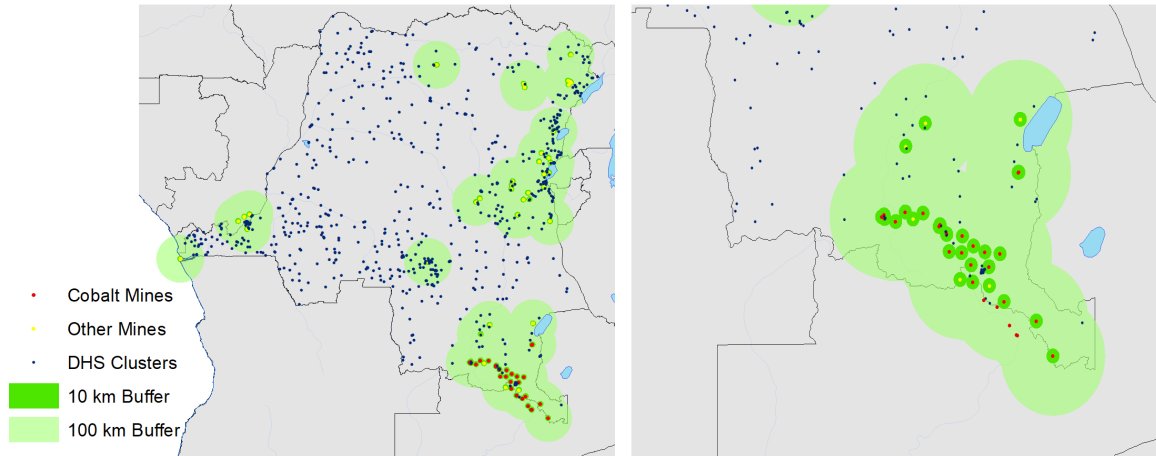 Cobalt Mines
Other Mines
DHS Clusters
10 km Buffer
100 km Buffer